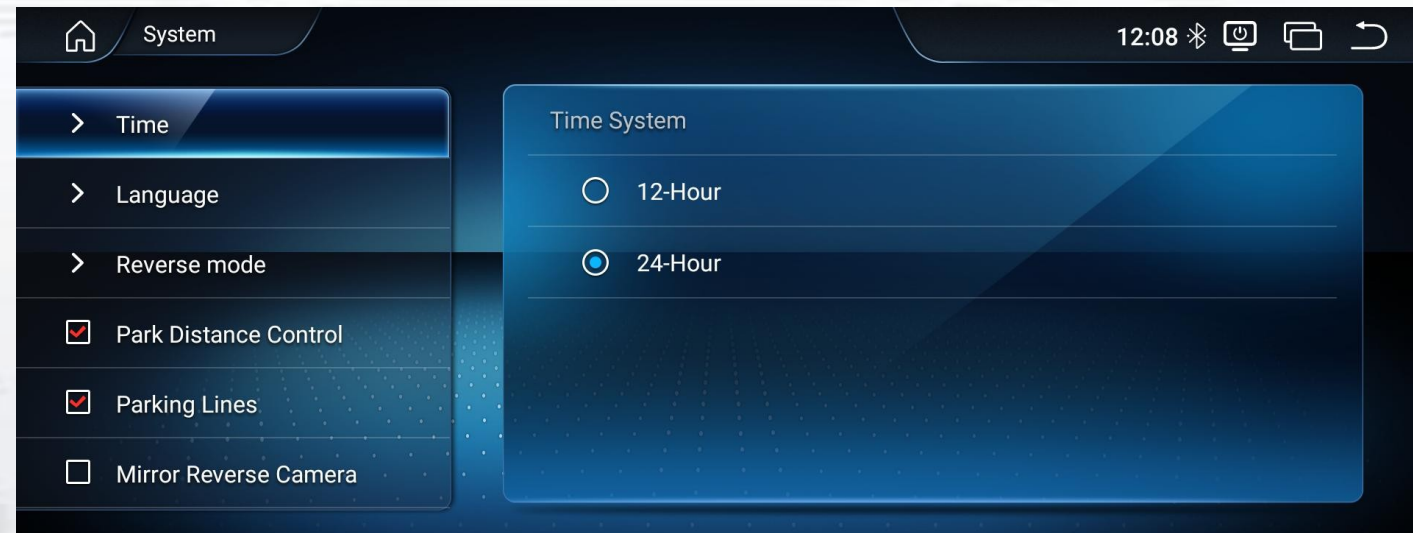 System
12:08
Time
Language
Reverse mode
Park Distance Control
Parking Lines
Mirror Reverse Camera
Time System
12-Hour
24-Hour